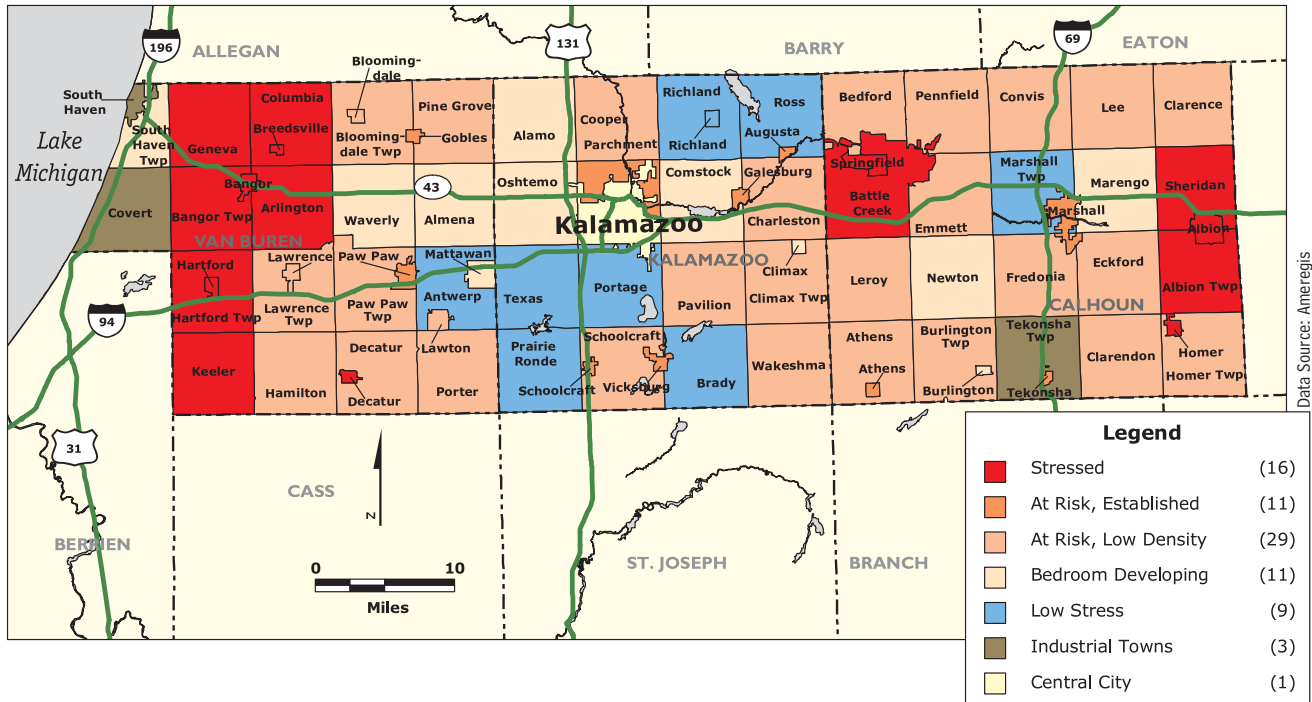 196
ALLEGAN
131
BARRY
69
EATON
Blooming-
dale
South
Haven
Lake
Michigan
South
Haven
Twp
Geneva
Columbia
Breedsville
Blooming-
dale Twp
Pine Grove
Gobles
Alamo
Cooper
Parchment
Richland
Richland
Ross
Augusta
Bedford
Pennfield
Convis
Lee
Clarence
Covert
Bangor
Bangor Twp
Arlington
43
Waverly
Almena
Oshtemo
Kalamazoo
Comstock
Galesburg
Charleston
Springfield
Battle
Creek
Emmett
Marshall
Twp
Marshall
Marengo
Sheridan
Albion
VAN BUREN
KALAMAZOO
CALHOUN
Hartford
Hartford Twp
Lawrence
Lawrence
Twp
Paw Paw
Paw Paw
Twp
Mattawan
Antwerp
Texas
Portage
Pavilion
Climax
Climax Twp
Leroy
Newton
Fredonia
Eckford
Albion Twp
94
Keeler
Hamilton
Decatur
Decatur
Lawton
Porter
Prairie
Ronde
Schoolcraft
Schoolcraft
Vicksburg
Brady
Wakeshma
Athens
Athens
Burlington
Twp
Burlington
Tekonsha
Twp
Tekonsha
Clarendon
Homer
Homer Twp
31
BERRIEN
CASS
N
0 10
Miles
ST. JOSEPH
BRANCH
Data Source: Ameregis
Legend
Stressed (16)
At Risk, Established (11)
At Risk, Low Density (29)
Bedroom Developing (11)
Low Stress (9)
Industrial Towns (3)
Central City (1)